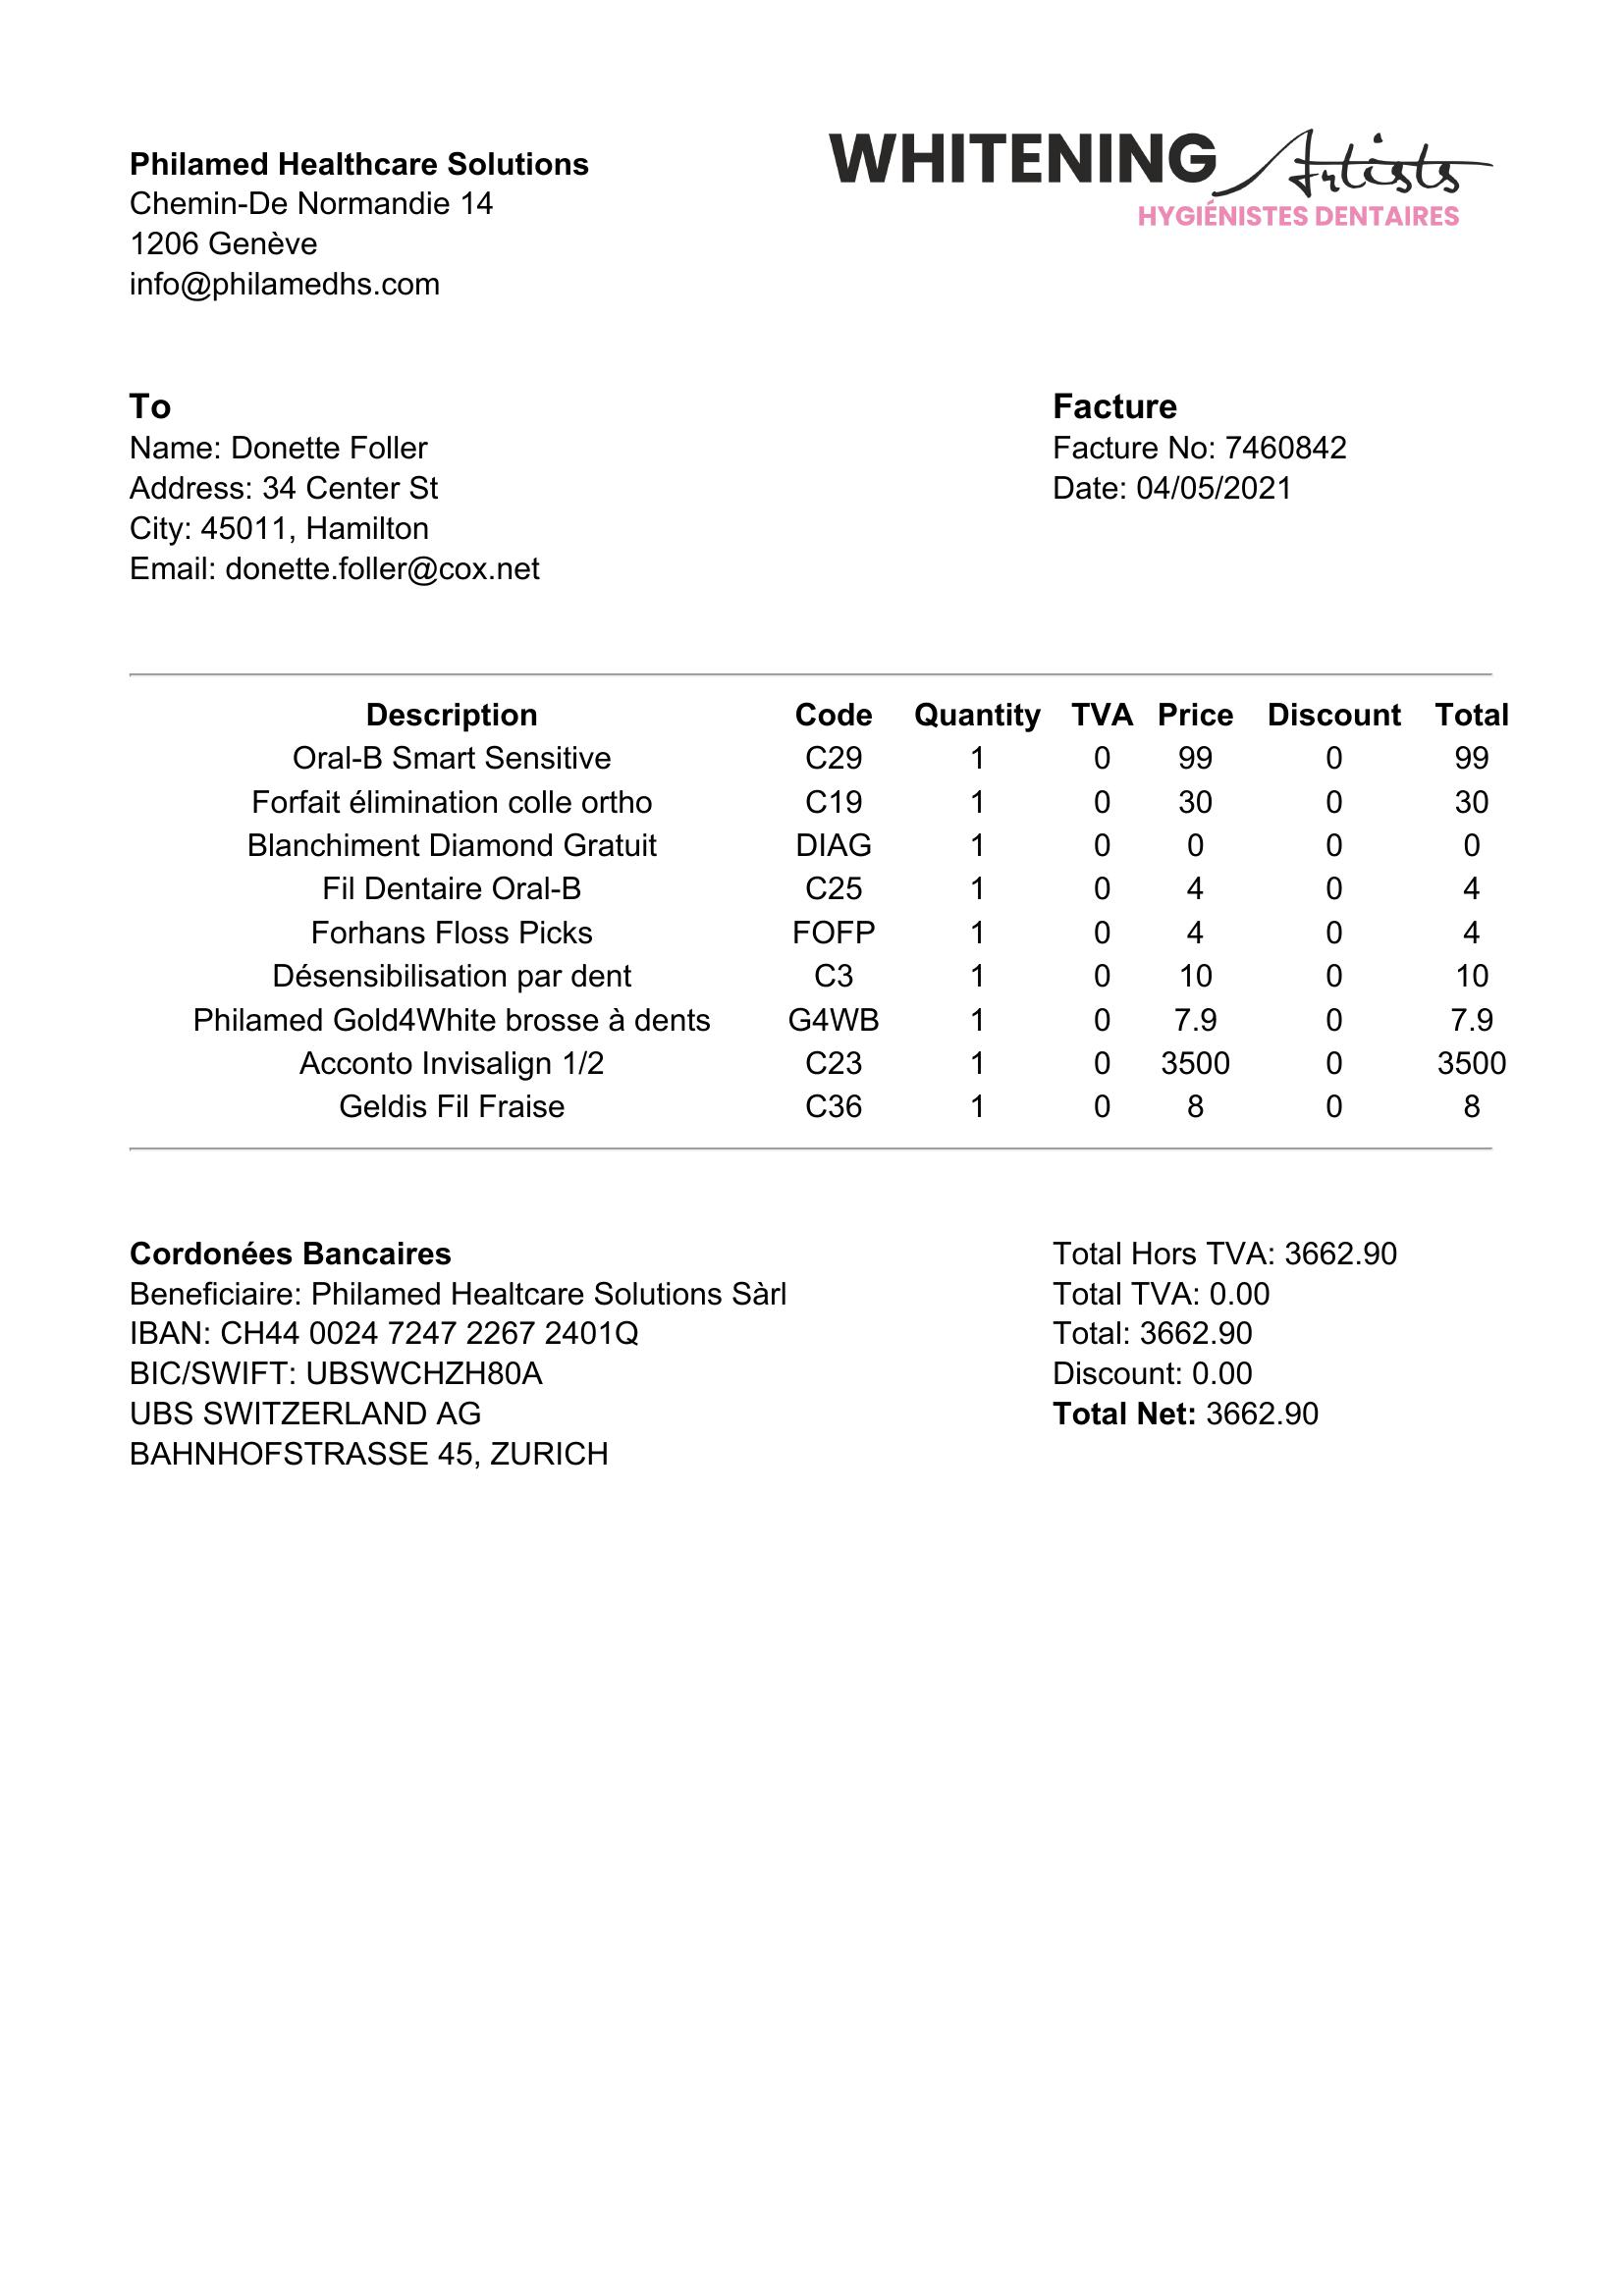 Philamed Healthcare Solutions
Chemin-De Normandie 14
1206 Genève
info@philamedhs.com
WHITENING Artists
HYGIÉNISTES DENTAIRES
To
Name: Donette Foller
Address: 34 Center St
City: 45011, Hamilton
Email: donette.foller@cox.net
Facture
Facture No: 7460842
Date: 04/05/2021
Description Code Quantity TVA Price Discount Total
Oral-B Smart Sensitive C29 1 0 99 0 99
Forfait élimination colle ortho C19 1 0 30 0 30
Blanchiment Diamond Gratuit DIAG 1 0 0 0 0
Fil Dentaire Oral-B C25 1 0 4 0 4
Forhans Floss Picks FOFP 1 0 4 0 4
Désensibilisation par dent C3 1 0 10 0 10
Philamed Gold4White brosse à dents G4WB 1 0 7.9 0 7.9
Acconto Invisalign 1/2 C23 1 0 3500 0 3500
Geldis Fil Fraise C36 1 0 8 0 8
Cordonées Bancaires
Beneficiaire: Philamed Healtcare Solutions Sàrl
IBAN: CH44 0024 7247 2267 2401Q
BIC/SWIFT: UBSWCHZH80A
UBS SWITZERLAND AG
BAHNHOFSTRASSE 45, ZURICH
Total Hors TVA: 3662.90
Total TVA: 0.00
Total: 3662.90
Discount: 0.00
Total Net: 3662.90